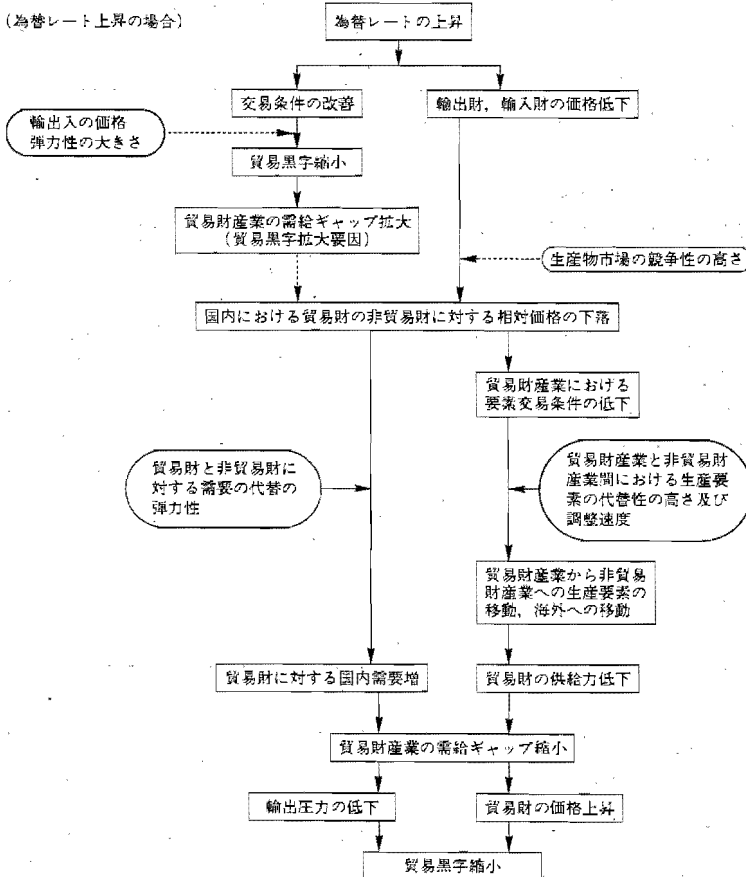 （為替レート上昇の場合）
為替レートの上昇
交易条件の改善
輸出財，輸入財の価格低下
輸出入の価格
弾力性の大きさ
貿易黒字縮小
貿易財産業の需給ギャップ拡大
（貿易黒字拡大要因）
生産物市場の競争性の高さ
国内における貿易財の非貿易財に対する相対価格の下落
貿易財産業における
要素交易条件の低下
貿易財と非貿易財に
対する需要の代替の
弾力性
貿易財産業と非貿易財
産業間における生産要
素の代替性の高さ及び
調整速度
貿易財産業から非貿易
財産業への生産要素の
移動，海外への移動
貿易財に対する国内需要増
貿易財の供給力低下
貿易財産業の需給ギャップ縮小
輸出圧力の低下
貿易財の価格上昇
貿易黒字縮小